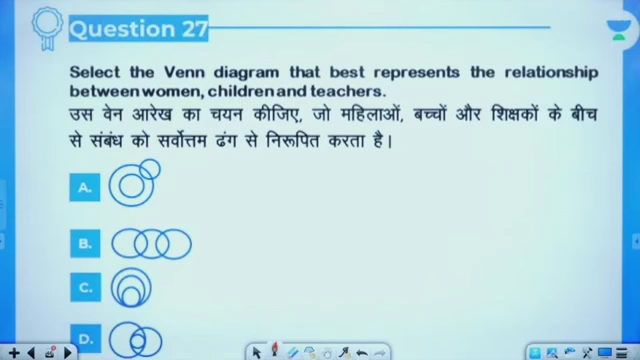 Question 27
Select the Venn diagram that best represents the relationship
between women, children and teachers.
उस वेन आरेख का चयन कीजिए, जो महिलाओं, बच्चों और शिक्षकों के बीच
से संबंध को सर्वोत्तम ढंग से निरूपित करता है।
A.
B.
C.
D.